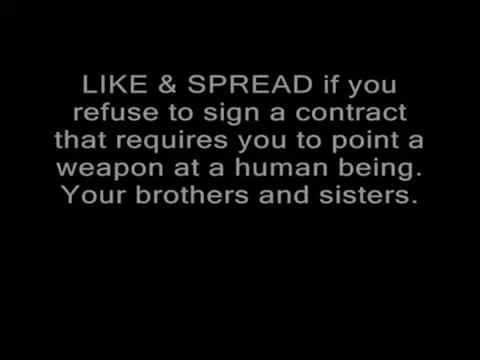 LIKE & SPREAD if you
refuse to sign a contract
that requires you to point a
weapon at a human being.
Your brothers and sisters.